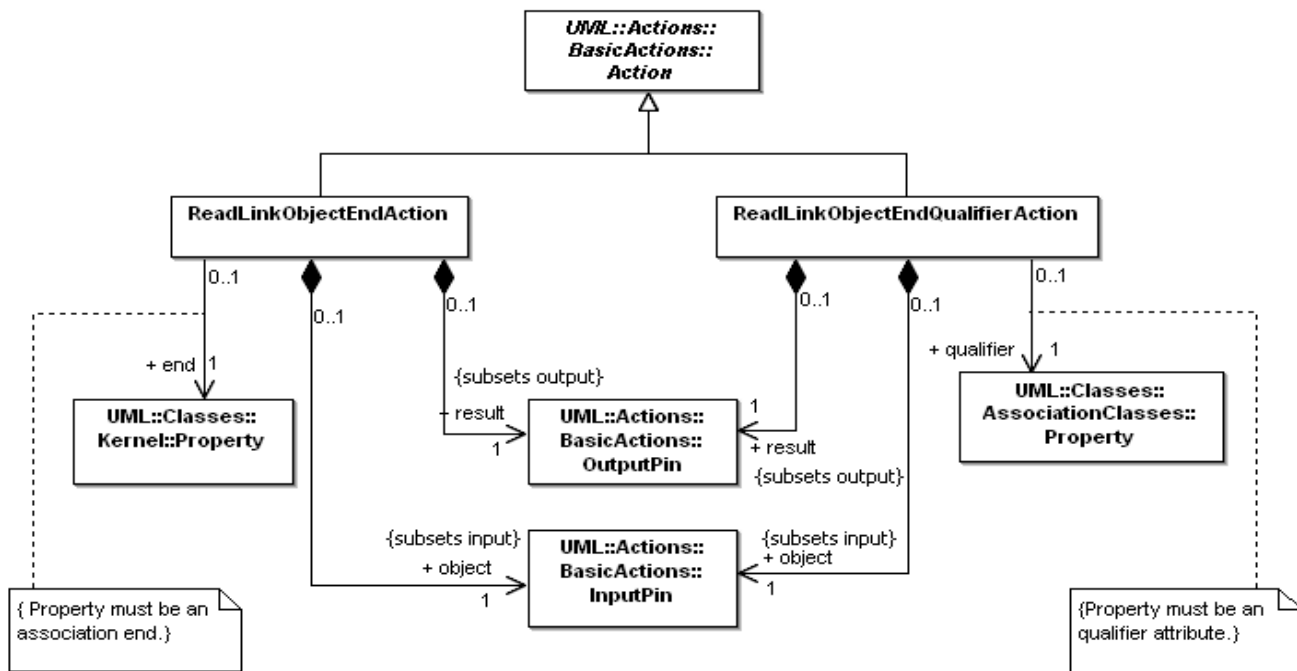 UML::Actions::
BasicActions::
Action
ReadLinkObjectEndAction
ReadLinkObjectEndQualifierAction
0..1
0..1
0..1
0..1
0..1
0..1
+ end
1
{subsets output}
+ result
1
UML::Classes::
Kernel::Property
UML::Actions::
BasicActions::
OutputPin
1
+ result
{subsets output}
+ qualifier
1
UML::Classes::
AssociationClasses::
Property
{subsets input}
+ object
1
UML::Actions::
BasicActions::
InputPin
{subsets input}
+ object
1
{ Property must be an
association end.}
{Property must be an
qualifier attribute.}